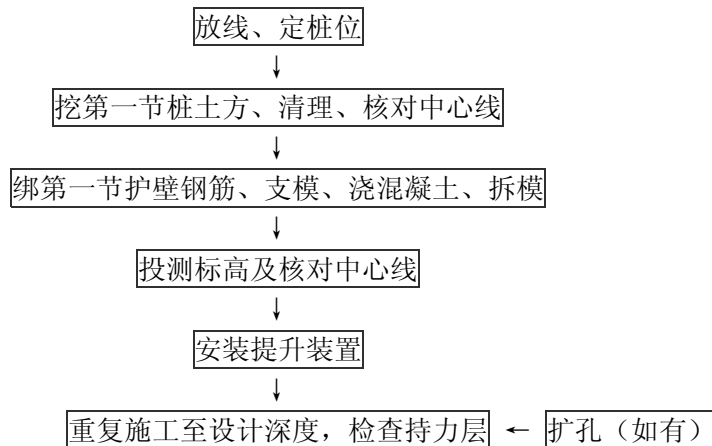 放线、定桩位
↓
挖第一节桩土方、清理、核对中心线
↓
绑第一节护壁钢筋、支模、浇混凝土、拆模
↓
投测标高及核对中心线
↓
安装提升装置
↓
重复施工至设计深度，检查持力层 ← 扩孔（如有）